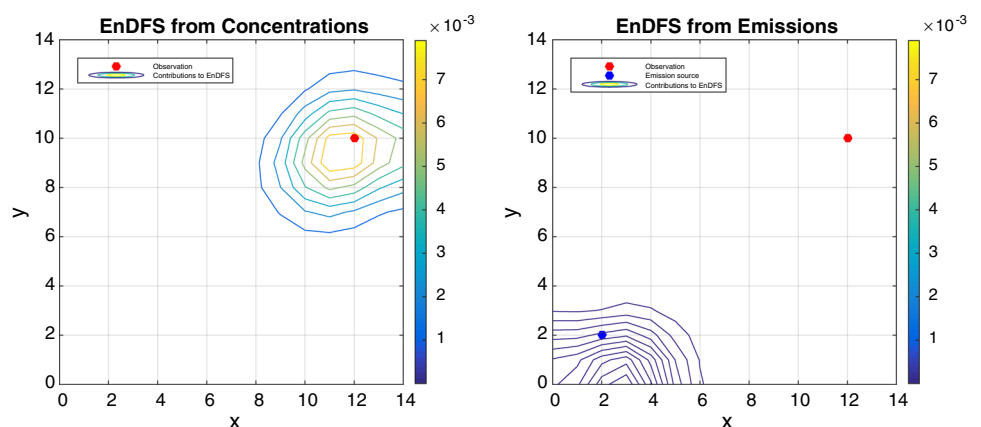 EnDFS from Concentrations
× 10⁻³
14
12
10
8
6
4
2
0
y
0 2 4 6 8 10 12 14
x
Observation
Contributions to EnDFS
7
6
5
4
3
2
1
EnDFS from Emissions
× 10⁻³
14
12
10
8
6
4
2
0
y
0 2 4 6 8 10 12 14
x
Observation
Emission source
Contributions to EnDFS
7
6
5
4
3
2
1